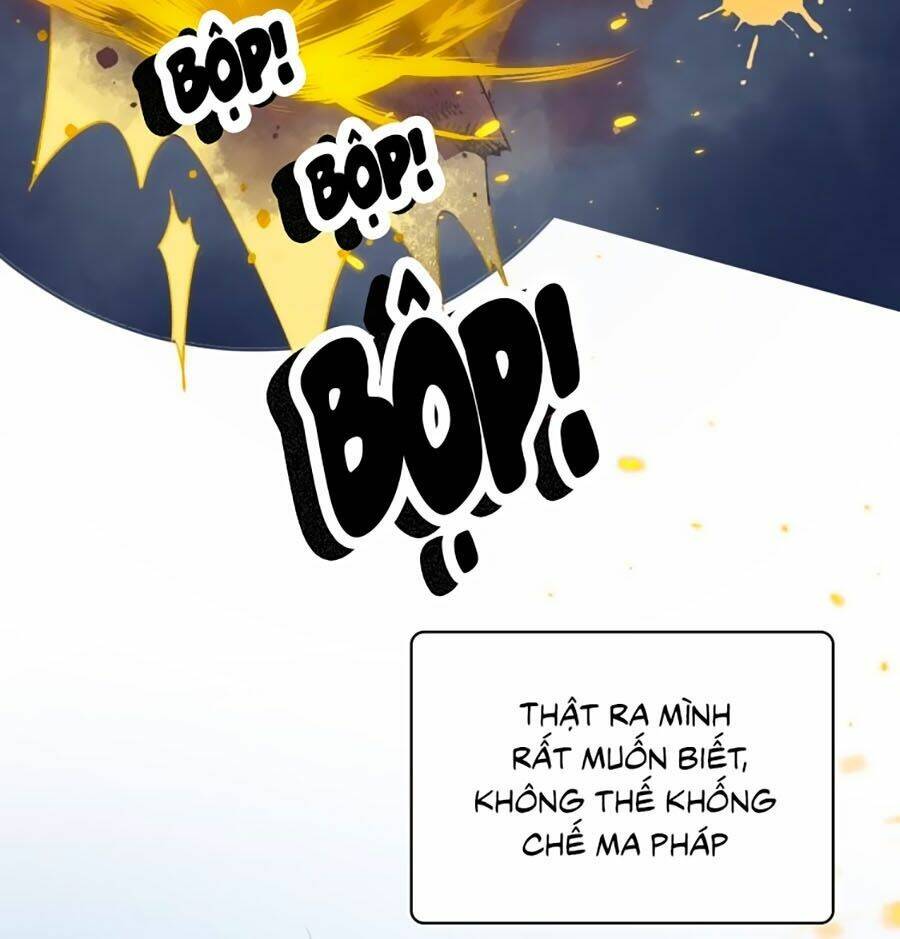 BỘP!
BỘP!
BỘP!
THẬT RA MÌNH
RẤT MUỐN BIẾT,
KHÔNG THẾ KHỐNG
CHẾ MA PHÁP